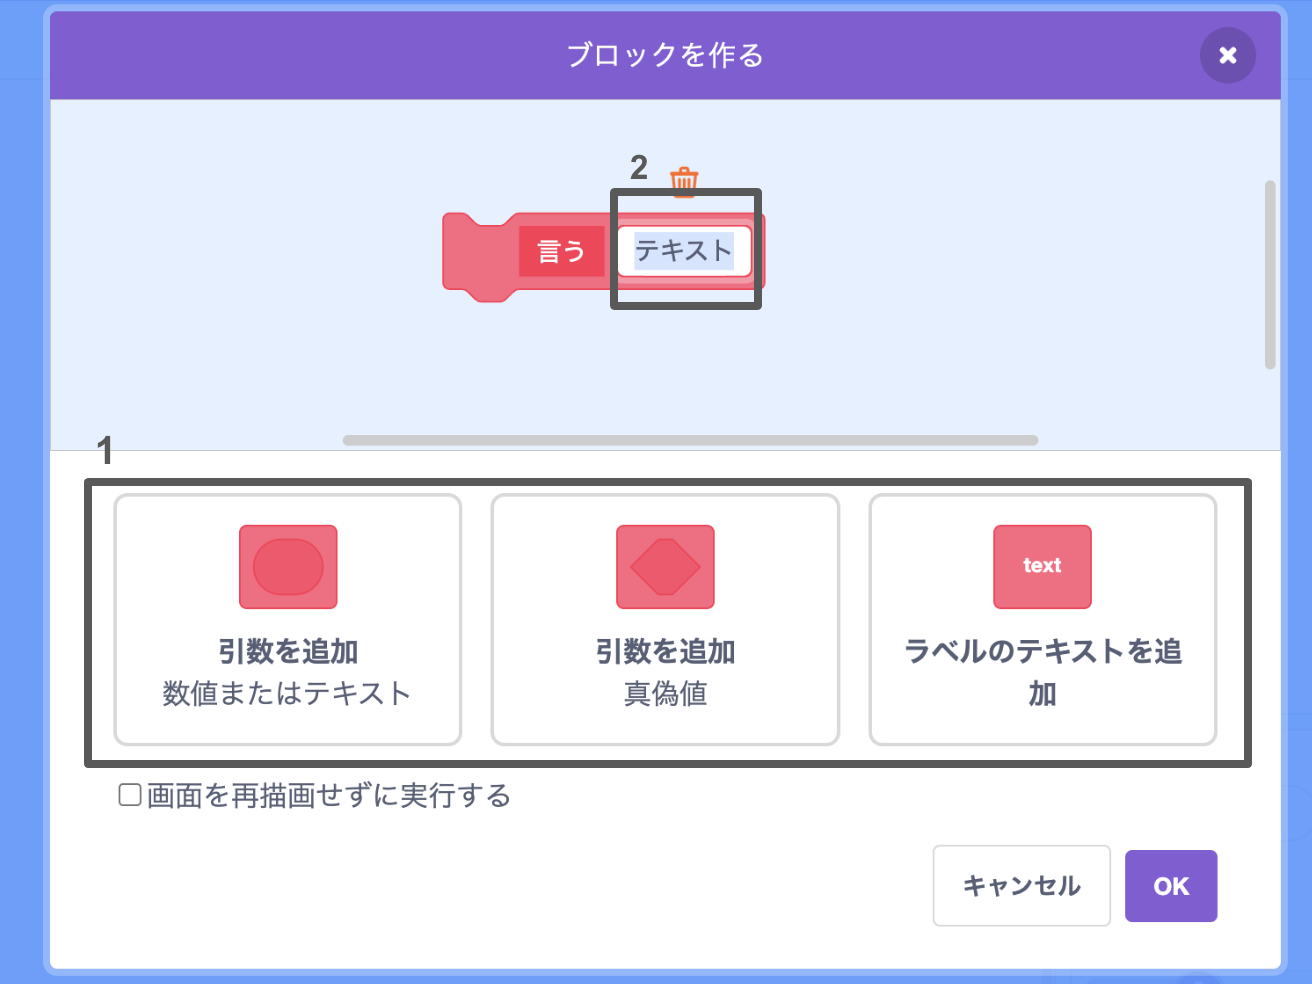 ブロックを作る
2
言う テキスト
1
引数を追加
数値またはテキスト
引数を追加
真偽値
text
ラベルのテキストを追
加
画面を再描画せずに実行する
キャンセル
OK